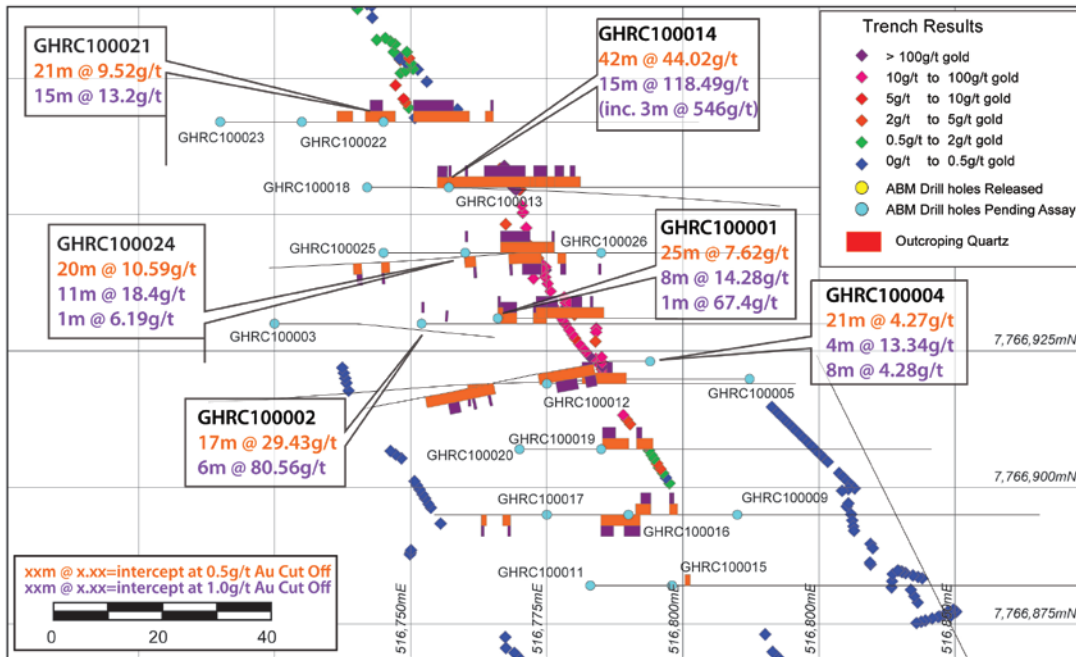 GHRC100021
21m @ 9.52g/t
15m @ 13.2g/t
GHRC100014
42m @ 44.02g/t
15m @ 118.49g/t
(inc. 3m @ 546g/t)
Trench Results
> 100g/t gold
10g/t to 100g/t gold
5g/t to 10g/t gold
2g/t to 5g/t gold
0.5g/t to 2g/t gold
0g/t to 0.5g/t gold
ABM Drill holes Released
ABM Drill holes Pending Assay
Outcroping Quartz
GHRC100023
GHRC100022
GHRC100018
GHRC100013
GHRC100024
20m @ 10.59g/t
11m @ 18.4g/t
1m @ 6.19g/t
GHRC100025
GHRC100026
GHRC100001
25m @ 7.62g/t
8m @ 14.28g/t
1m @ 67.4g/t
GHRC100004
21m @ 4.27g/t
4m @ 13.34g/t
8m @ 4.28g/t
GHRC100003
7,766,925mN
GHRC100005
GHRC100012
GHRC100002
17m @ 29.43g/t
6m @ 80.56g/t
GHRC100019
GHRC100020
7,766,900mN
GHRC100017
GHRC100009
GHRC100016
GHRC100011
GHRC100015
xxm @ x.xx=intercept at 0.5g/t Au Cut Off
xxm @ x.xx=intercept at 1.0g/t Au Cut Off
0
20
40
516,750mE
516,775mE
516,800mE
516,800mE
7,766,875mN